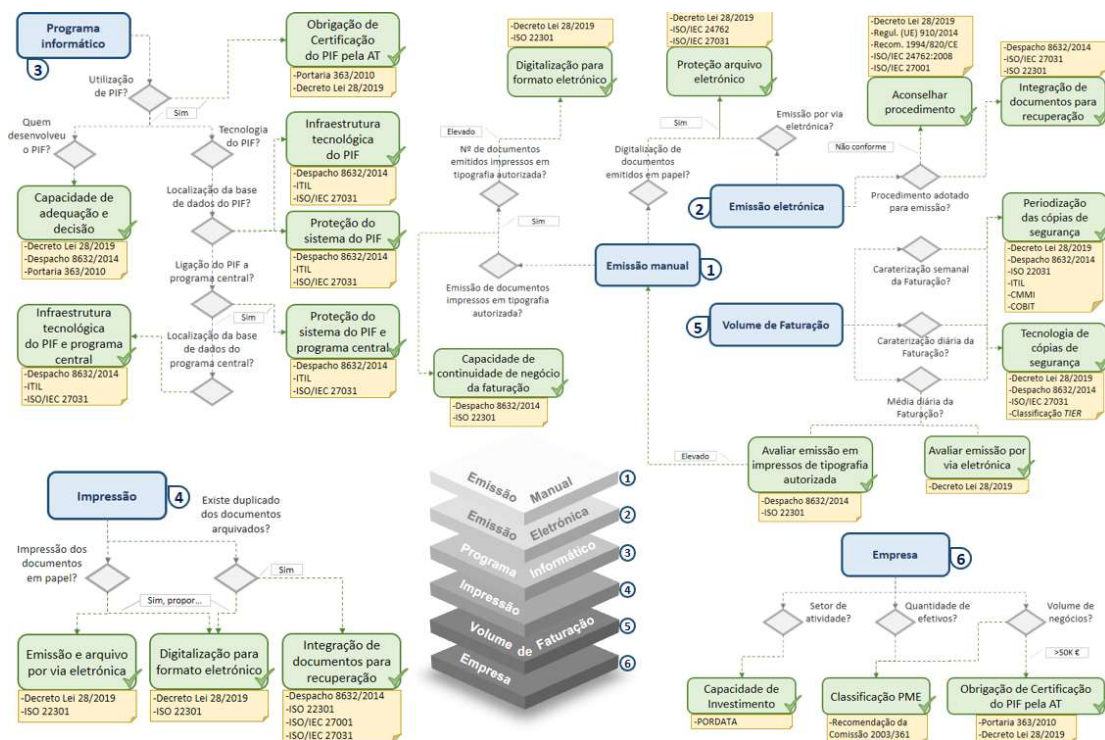 Programa
informático
3
Utilização
de PIF?
Sim
Obrigação de
Certificação
do PIF pela AT
-Portaria 363/2010
-Decreto Lei 28/2019
Quem
desenvolveu
o PIF?
Tecnologia
do PIF?
Infraestrutura
tecnológica
do PIF
-Despacho 8632/2014
-ITIL
-ISO/IEC 27031
Capacidade de
adequação e
decisão
-Decreto Lei 28/2019
-Despacho 8632/2014
-Portaria 363/2010
Localização da base
de dados do PIF?
Proteção do
sistema do PIF
-Despacho 8632/2014
-ITIL
-ISO/IEC 27031
Ligação do PIF a
programa central?
Sim
Infraestrutura
tecnológica
do PIF e programa
central
-Despacho 8632/2014
-ITIL
-ISO/IEC 27031
Localização da base
de dados do
programa central?
Proteção do
sistema do PIF e
programa central
-Despacho 8632/2014
-ITIL
-ISO/IEC 27031
-Decreto Lei 28/2019
-ISO 22301
Digitalização para
formato eletrónico
Elevado
Nº de documentos
emitidos impressos em
tipografia autorizada?
Sim
Emissão de documentos
impressos em tipografia
autorizada?
Capacidade de
continuidade de negócio
da faturação
-Despacho 8632/2014
-ISO 22301
-Decreto Lei 28/2019
-ISO/IEC 24762
-ISO/IEC 27031
Proteção arquivo
eletrónico
Sim
Digitalização de
documentos
emitidos em papel?
Emissão por via
eletrónica?
Emissão manual
1
2
Emissão eletrónica
-Decreto Lei 28/2019
-Regul. (UE) 910/2014
-Recom. 1994/820/CE
-ISO/IEC 24762:2008
-ISO/IEC 27001
Aconselhar
procedimento
Não conforme
Procedimento adotado
para emissão?
-Despacho 8632/2014
-ISO/IEC 27031
-ISO 22301
Integração de
documentos para
recuperação
5
Volume de Faturação
Caraterização semanal
da Faturação?
Caraterização diária
da Faturação?
Média diária
da Faturação?
Periodização
das cópias de
segurança
-Decreto Lei 28/2019
-Despacho 8632/2014
-ISO 22031
-ITIL
-CMMI
-COBIT
Tecnologia de
cópias de
segurança
-Decreto Lei 28/2019
-Despacho 8632/2014
-ISO/IEC 27031
-Classificação TIER
Elevado
Avaliar emissão em
impressos de tipografia
autorizada
-Despacho 8632/2014
-ISO 22301
Avaliar emissão por
via eletrónica
-Decreto Lei 28/2019
Impressão
4
Impressão dos
documentos
em papel?
Existe duplicado
dos documentos
arquivados?
Sim
Sim, propor...
Emissão e arquivo
por via eletrónica
-Decreto Lei 28/2019
-ISO 22301
Digitalização para
formato eletrónico
-Decreto Lei 28/2019
-ISO 22301
Integração de
documentos para
recuperação
-Despacho 8632/2014
-ISO 22301
-ISO/IEC 27001
-ISO/IEC 27031
Emissão Manual
1
Emissão Eletrónica
2
Programa Informático
3
Impressão
4
Volume de Faturação
5
Empresa
6
Empresa
6
Setor de
atividade?
Quantidade de
efetivos?
Volume de
negócios?
>50K €
Capacidade de
Investimento
-PORDATA
Classificação PME
-Recomendação da
Comissão 2003/361
Obrigação de Certificação
do PIF pela AT
-Portaria 363/2010
-Decreto Lei 28/2019